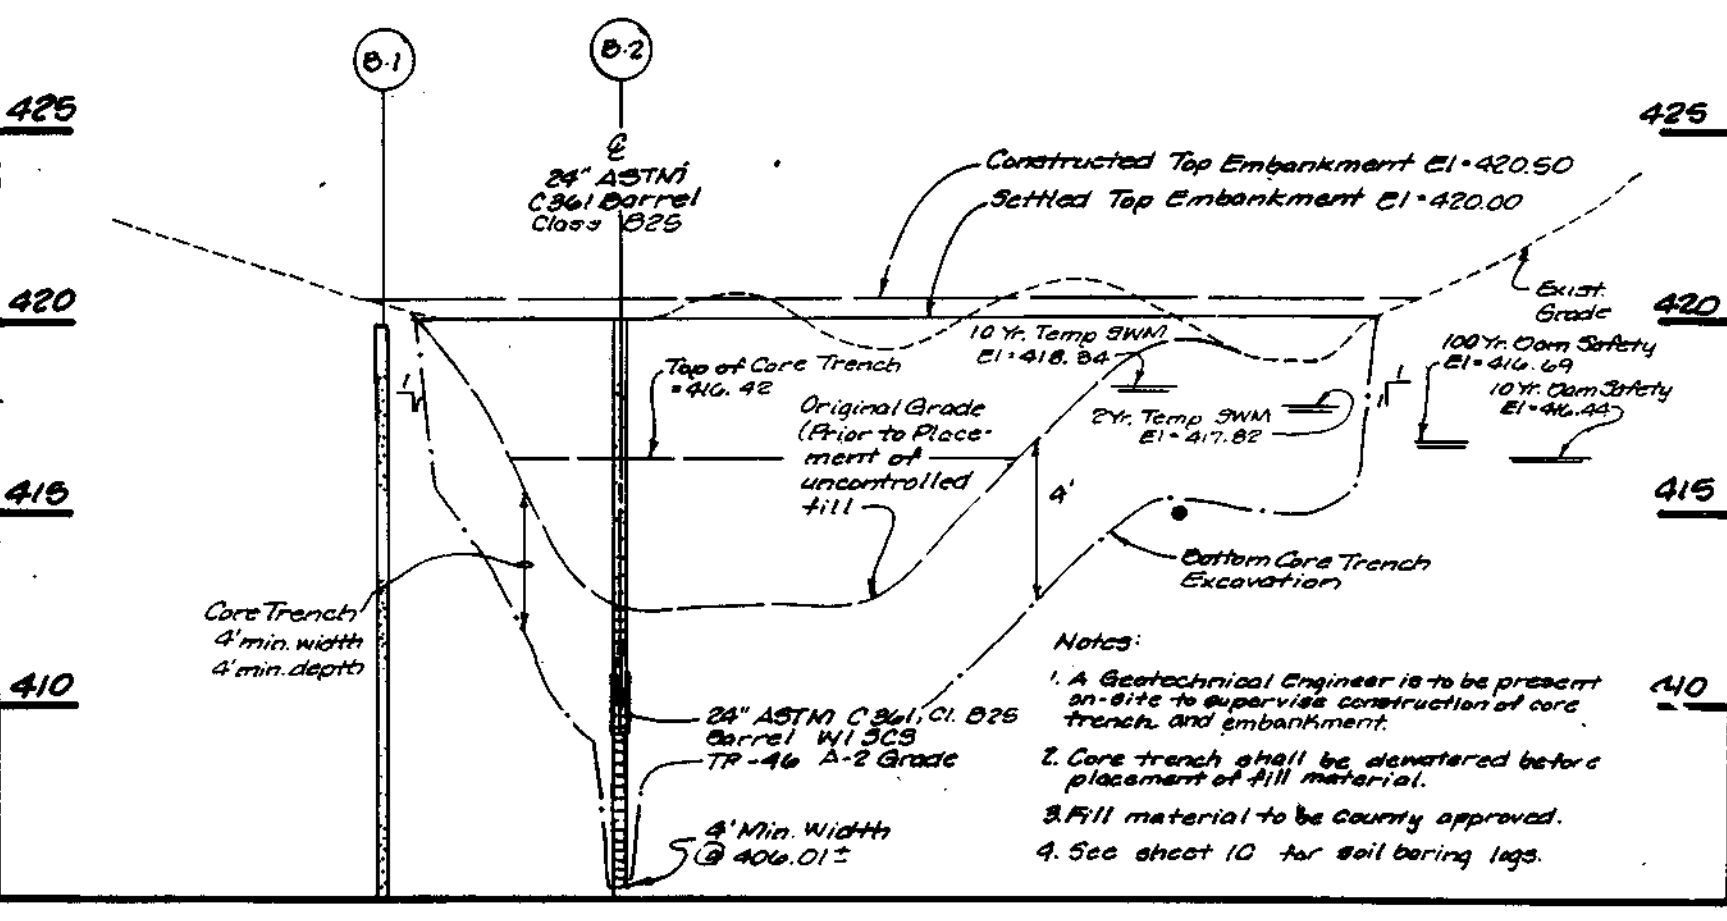 B-1
B-2
425
425
℄
24" ASTM
C361 Barrel
Class B25
Constructed Top Embankment El=420.50
Settled Top Embankment El=420.00
420
420
Exist.
Grade
10 Yr. Temp SWM
El=418.84
100 Yr. Dam Safety
El=416.69
10 Yr. Dam Safety
El=416.44
Top of Core Trench
=416.42
1
1
1
Original Grade
(Prior to Place-
ment of
uncontrolled
fill
2 Yr. Temp SWM
El=417.82
415
415
4'
Bottom Core Trench
Excavation
Core Trench
4' min. width
4' min. depth
410
410
24" ASTM C361, Cl. B25
Barrel W/ SCS
TR-46 A-2 Grade
4' Min. Width
@ 406.01±
Notes:
1. A Geotechnical Engineer is to be present
on-site to supervise construction of core
trench and embankment.
2. Core trench shall be dewatered before
placement of fill material.
3. Fill material to be County approved.
4. See sheet 10 for soil boring logs.